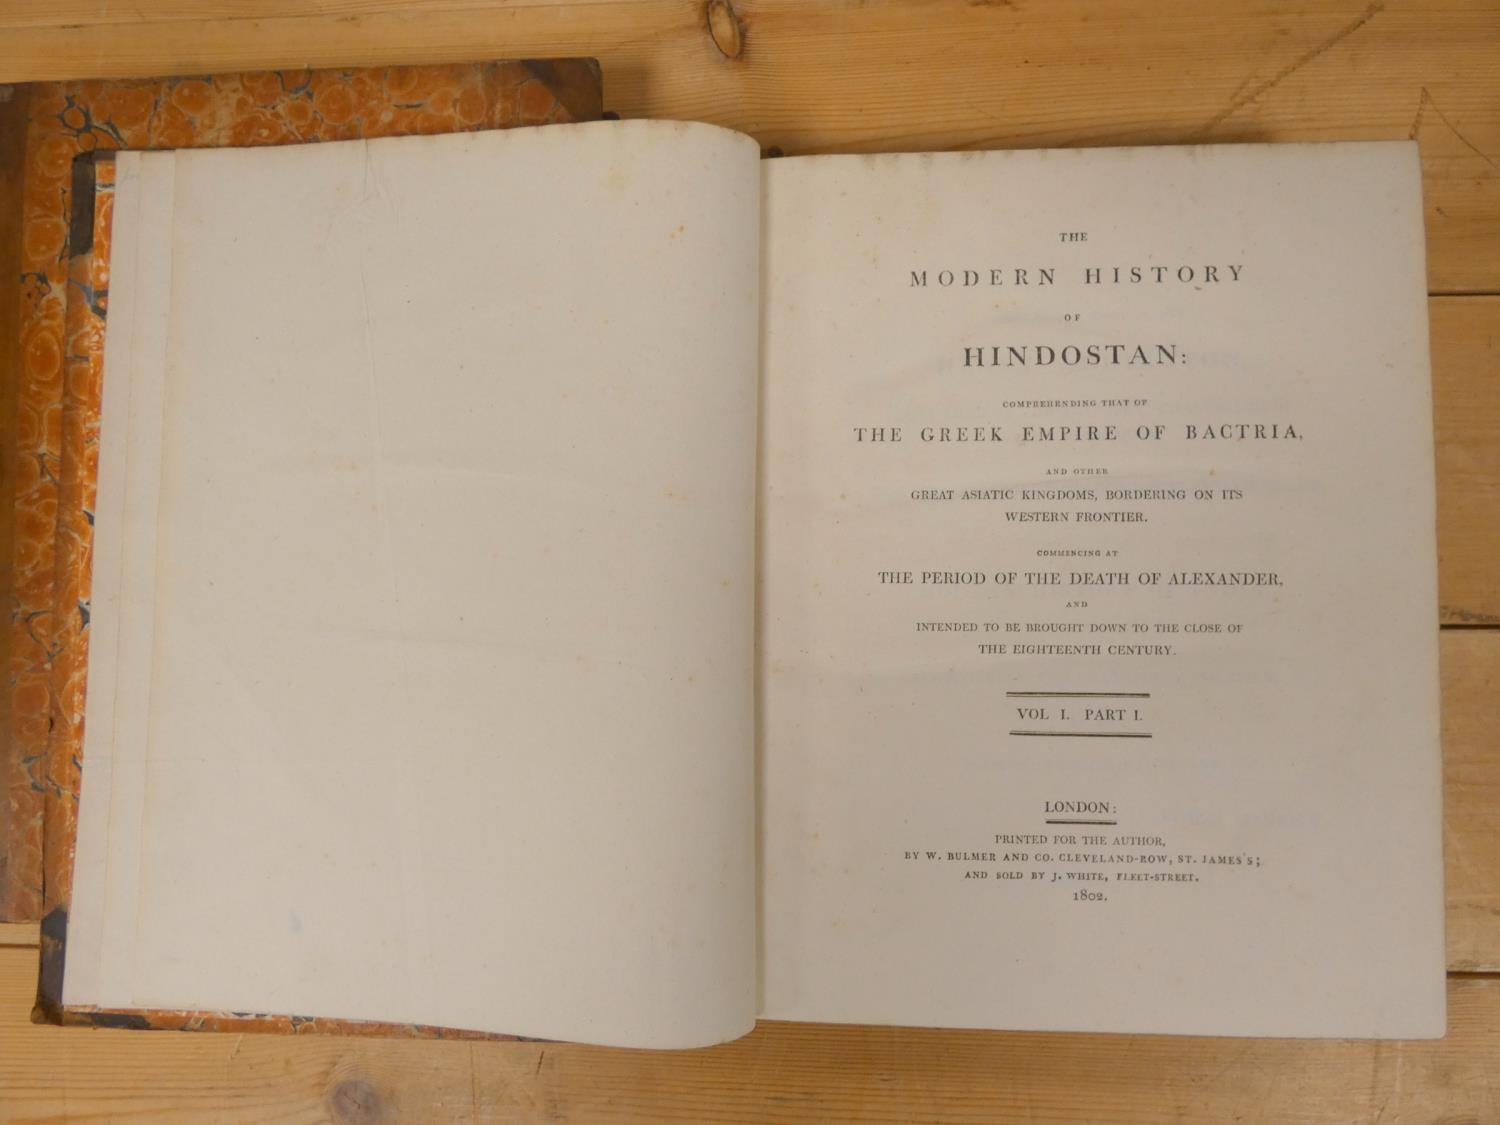 THE
MODERN HISTORY
OF
HINDOSTAN:
COMPREHENDING THAT OF
THE GREEK EMPIRE OF BACTRIA,
AND OTHER
GREAT ASIATIC KINGDOMS, BORDERING ON ITS
WESTERN FRONTIER.
COMMENCING AT
THE PERIOD OF THE DEATH OF ALEXANDER,
AND
INTENDED TO BE BROUGHT DOWN TO THE CLOSE OF
THE EIGHTEENTH CENTURY.
VOL I. PART I.
LONDON:
PRINTED FOR THE AUTHOR,
BY W. BULMER AND CO. CLEVELAND-ROW, ST. JAMES'S;
AND SOLD BY J. WHITE, FLEET-STREET.
1802.